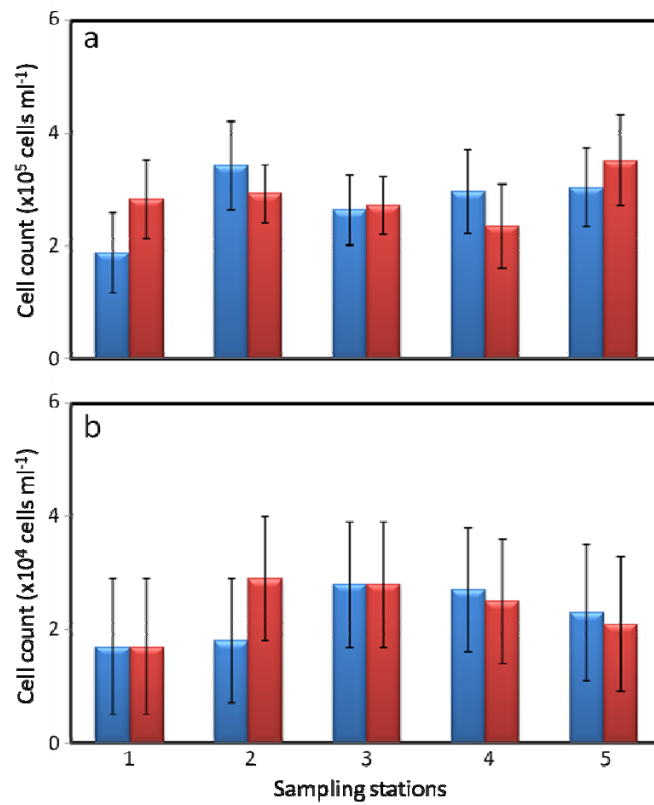 a
Cell count (x10⁵ cells ml⁻¹)
6
4
2
0
b
Cell count (x10⁴ cells ml⁻¹)
6
4
2
0
1 2 3 4 5
Sampling stations